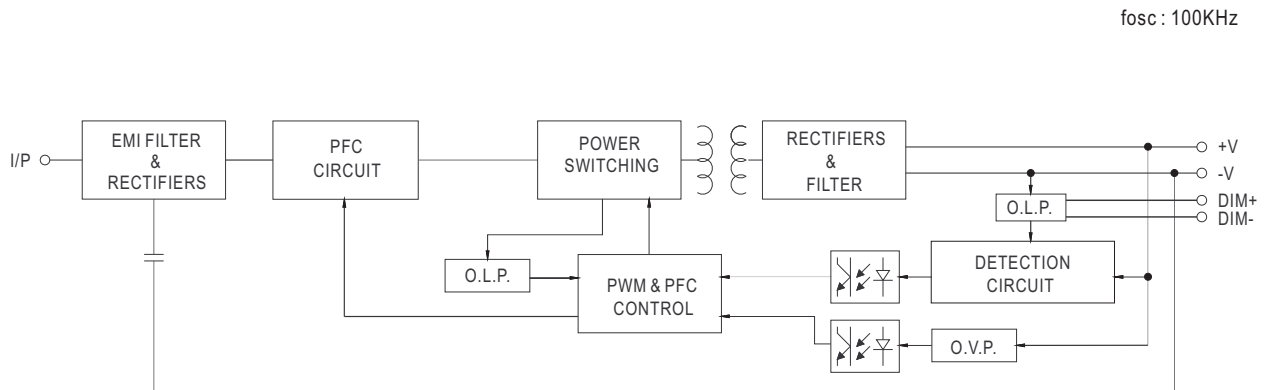 fosc : 100KHz
I/P
EMI FILTER
&
RECTIFIERS
PFC
CIRCUIT
POWER
SWITCHING
RECTIFIERS
&
FILTER
+V
-V
DIM+
DIM-
O.L.P.
O.L.P.
PWM & PFC
CONTROL
DETECTION
CIRCUIT
O.V.P.